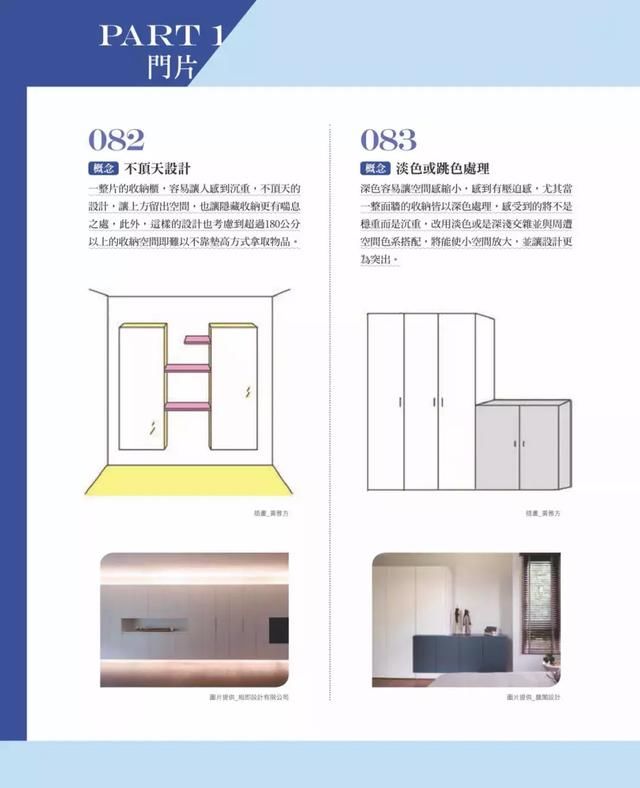 PART 1
門片
082
概念 不頂天設計
一整片的收納櫃，容易讓人感到沉重，不頂天的
設計，讓上方留出空間，也讓隱藏收納更有喘息
之處，此外，這樣的設計也考慮到超過180公分
以上的收納空間即難以不靠墊高方式拿取物品。
插畫_黃雅方
圖片提供_相即設計有限公司
083
概念 淡色或跳色處理
深色容易讓空間感縮小，感到有壓迫感，尤其當
一整面牆的收納皆以深色處理，感受到的將不是
穩重而是沉重，改用淡色或是深淺交雜並與周遭
空間色系搭配，將能使小空間放大，並讓設計更
為突出。
插畫_黃雅方
圖片提供_馥閣設計